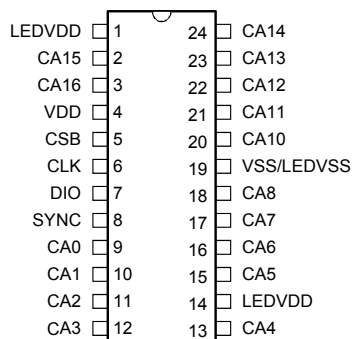 LEDVDD 1 24 CA14
CA15 2 23 CA13
CA16 3 22 CA12
VDD 4 21 CA11
CSB 5 20 CA10
CLK 6 19 VSS/LEDVSS
DIO 7 18 CA8
SYNC 8 17 CA7
CA0 9 16 CA6
CA1 10 15 CA5
CA2 11 14 LEDVDD
CA3 12 13 CA4